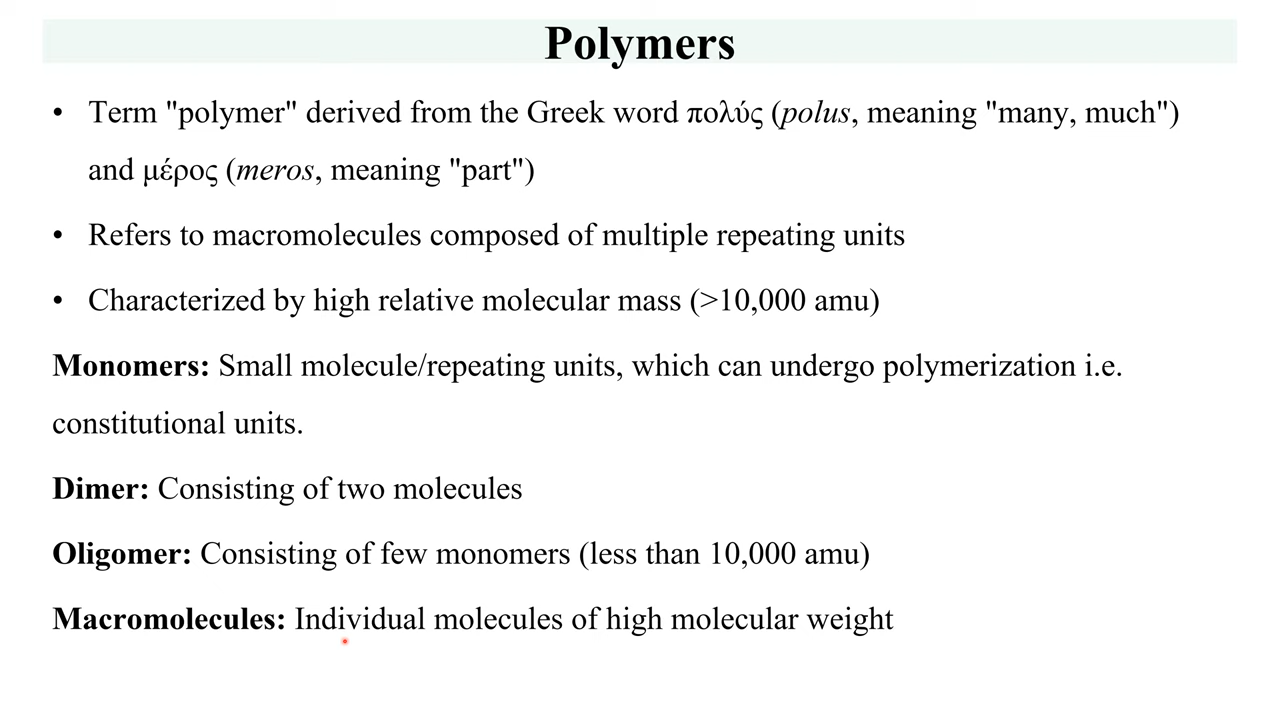 Polymers
• Term "polymer" derived from the Greek word πολύς (polus, meaning "many, much")
and μέρος (meros, meaning "part")
• Refers to macromolecules composed of multiple repeating units
• Characterized by high relative molecular mass (>10,000 amu)
Monomers: Small molecule/repeating units, which can undergo polymerization i.e.
constitutional units.
Dimer: Consisting of two molecules
Oligomer: Consisting of few monomers (less than 10,000 amu)
Macromolecules: Individual molecules of high molecular weight